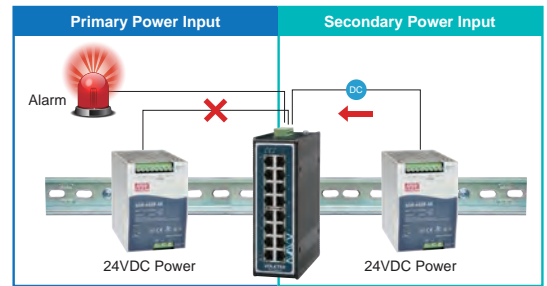 Primary Power Input
Secondary Power Input
Alarm
DC
24VDC Power
24VDC Power